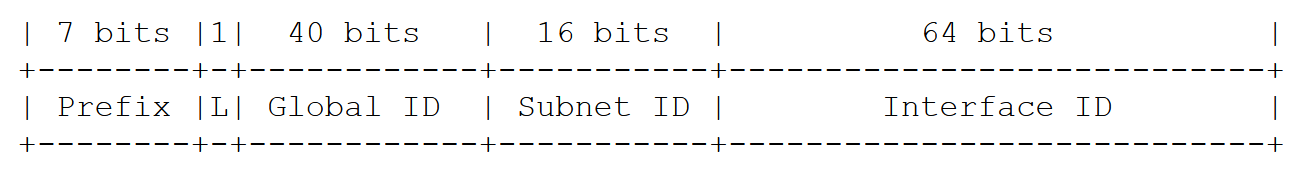 | 7 bits |1|  40 bits   |  16 bits  |          64 bits           |
+--------+-+------------+-----------+----------------------------+
| Prefix |L| Global ID  | Subnet ID |        Interface ID        |
+--------+-+------------+-----------+----------------------------+